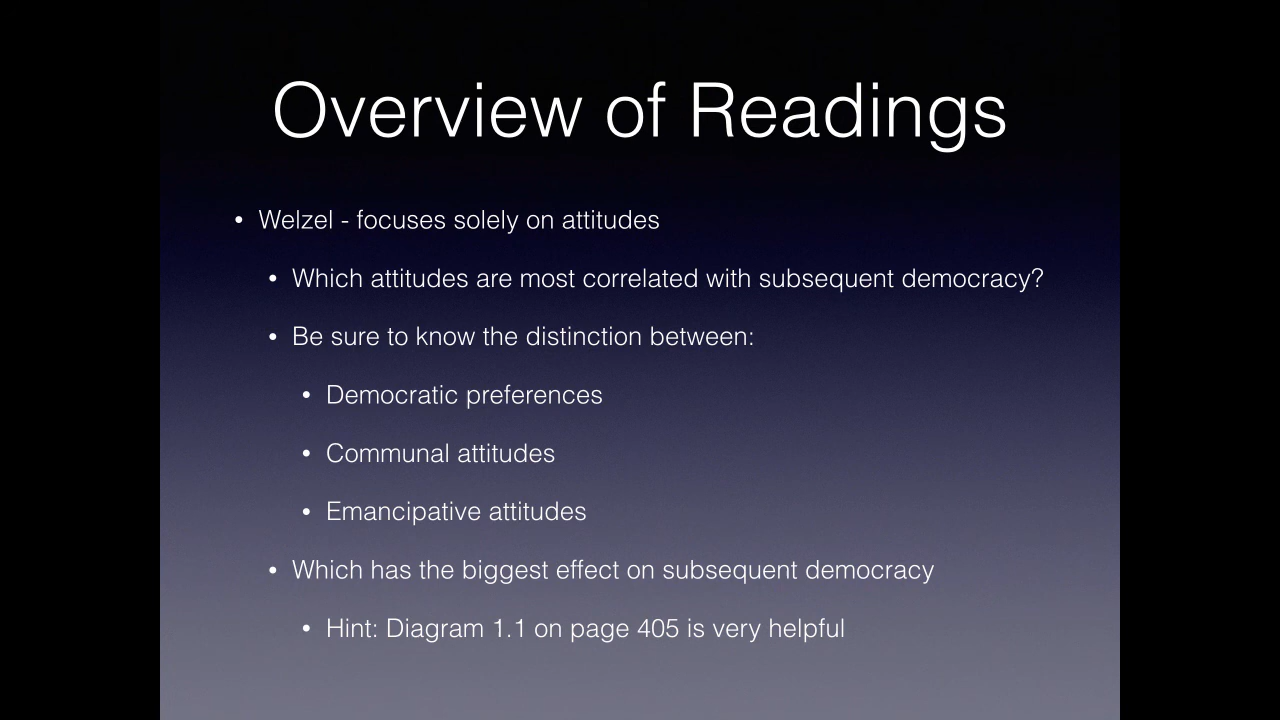 Overview of Readings
• Welzel - focuses solely on attitudes
• Which attitudes are most correlated with subsequent democracy?
• Be sure to know the distinction between:
• Democratic preferences
• Communal attitudes
• Emancipative attitudes
• Which has the biggest effect on subsequent democracy
• Hint: Diagram 1.1 on page 405 is very helpful